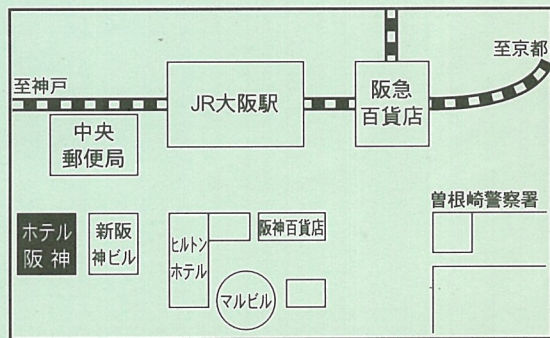 至京都
至神戸
JR大阪駅
阪急
百貨店
中央
郵便局
曽根崎警察署
ホテル
阪神
新阪
神ビル
ヒルトン
ホテル
阪神百貨店
マルビル